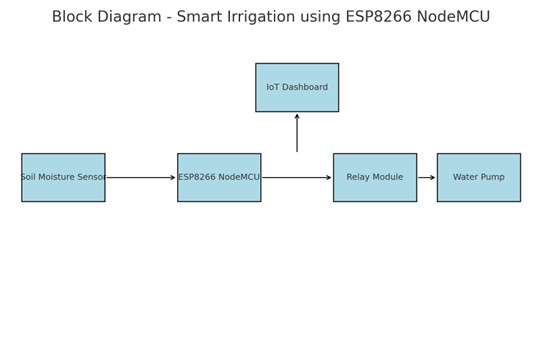 Block Diagram - Smart Irrigation using ESP8266 NodeMCU
IoT Dashboard
Soil Moisture Sensor
ESP8266 NodeMCU
Relay Module
Water Pump